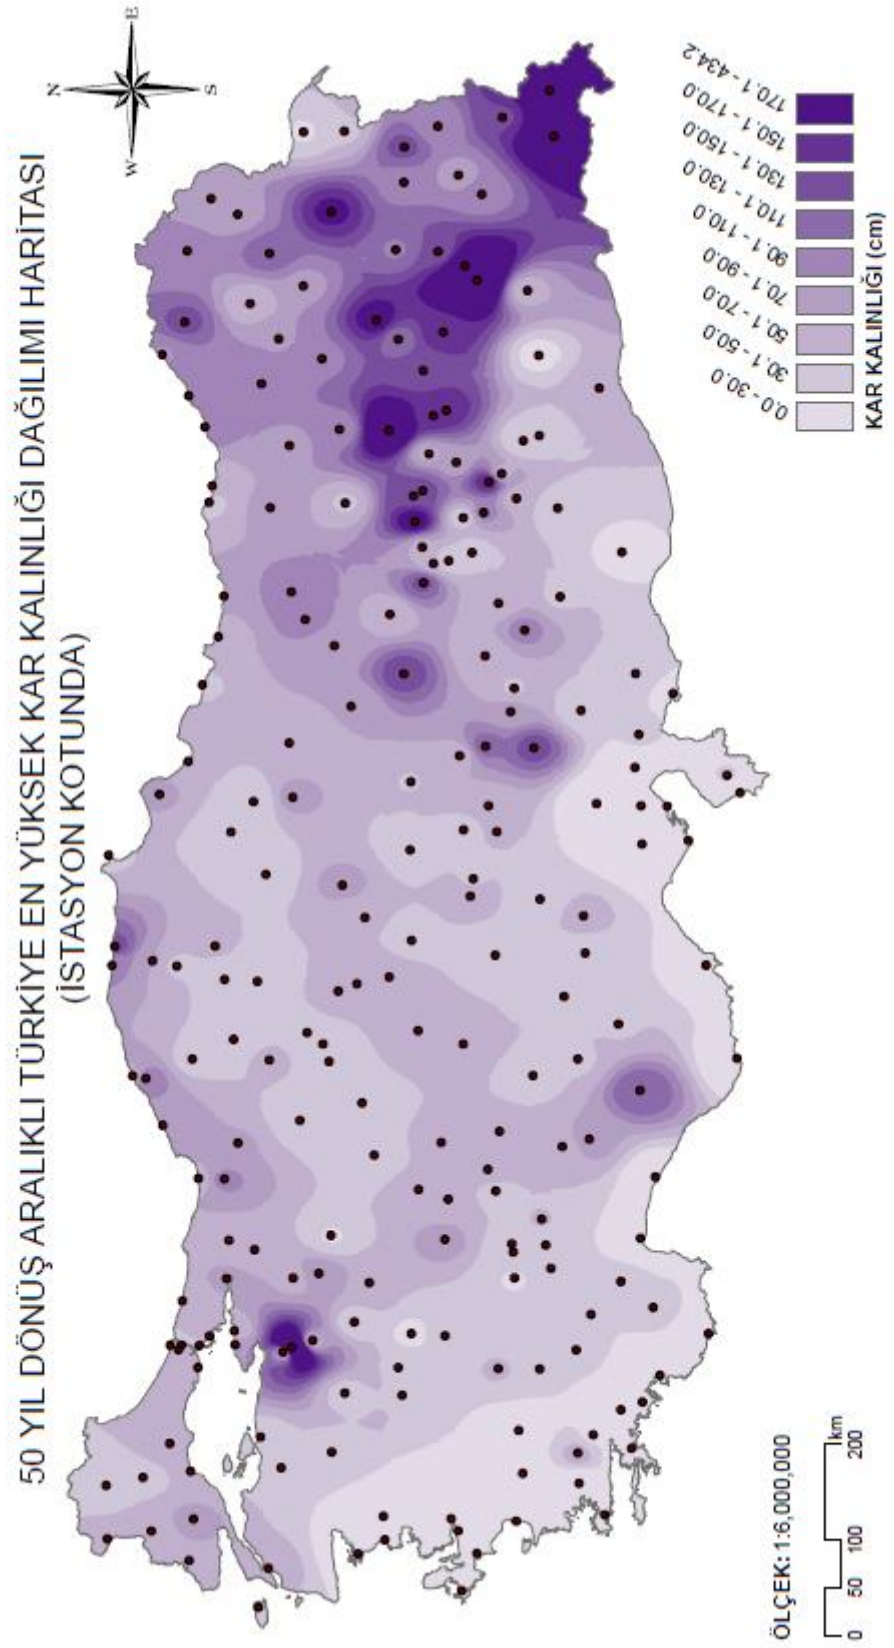 50 YIL DÖNÜŞ ARALIKLI TÜRKİYE EN YÜKSEK KAR KALINLIĞI DAĞILIMI HARİTASI
(İSTASYON KOTUNDA)
N
W
E
S
ÖLÇEK: 1:6,000,000
0 50 100 200
km
0.0 - 30.0
30.1 - 50.0
50.1 - 70.0
70.1 - 90.0
90.1 - 110.0
110.1 - 130.0
130.1 - 150.0
150.1 - 170.0
170.1 - 434.2
KAR KALINLIĞI (cm)